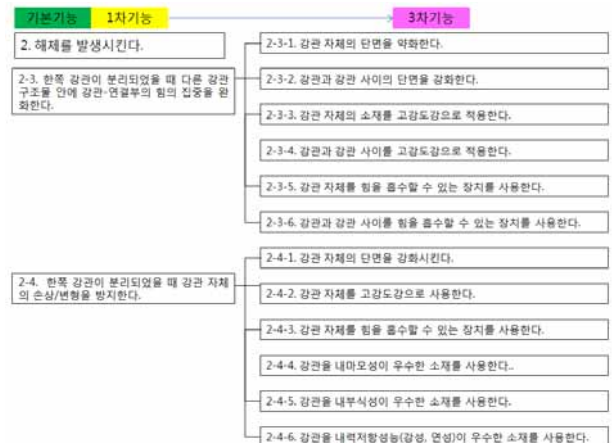 기본기능 1차기능 3차기능
2. 해제를 발생시킨다.
2-3. 한쪽 강관이 분리되었을 때 다른 강관
구조물 안에 강관-연결부의 힘의 집중을 완
화한다.
2-3-1. 강관 자체의 단면을 약화한다.
2-3-2. 강관과 강관 사이의 단면을 강화한다.
2-3-3. 강관 자체의 소재를 고강도강으로 적용한다.
2-3-4. 강관과 강관 사이를 고강도강으로 적용한다.
2-3-5. 강관 자체를 힘을 흡수할 수 있는 장치를 사용한다.
2-3-6. 강관과 강관 사이를 힘을 흡수할 수 있는 장치를 사용한다.
2-4. 한쪽 강관이 분리되었을 때 강관 자체
의 손상/변형을 방지한다.
2-4-1. 강관 자체의 단면을 강화시킨다.
2-4-2. 강관 자체를 고강도강으로 사용한다.
2-4-3. 강관 자체를 힘을 흡수할 수 있는 장치를 사용한다.
2-4-4. 강관을 내마모성이 우수한 소재를 사용한다..
2-4-5. 강관을 내부식성이 우수한 소재를 사용한다.
2-4-6. 강관을 내력저항성능(강성, 연성)이 우수한 소재를 사용한다.